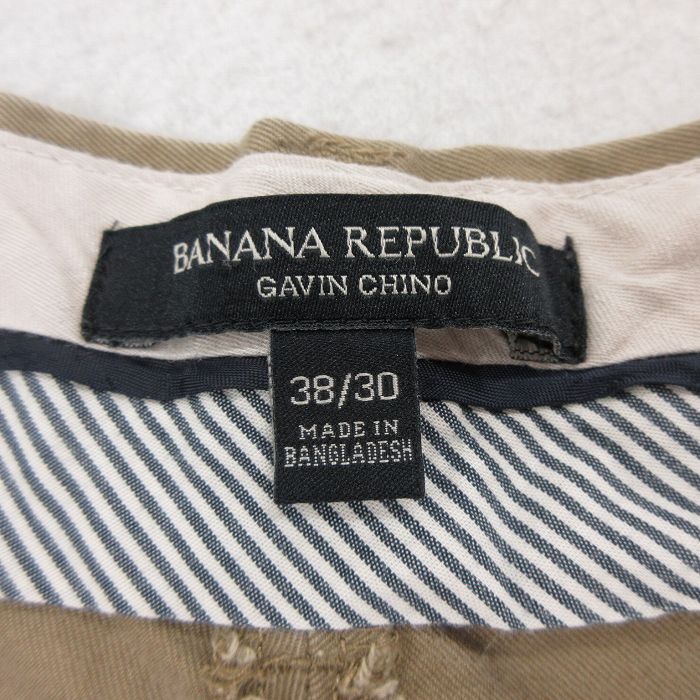 BANANA REPUBLIC
GAVIN CHINO
38/30
MADE IN
BANGLADESH